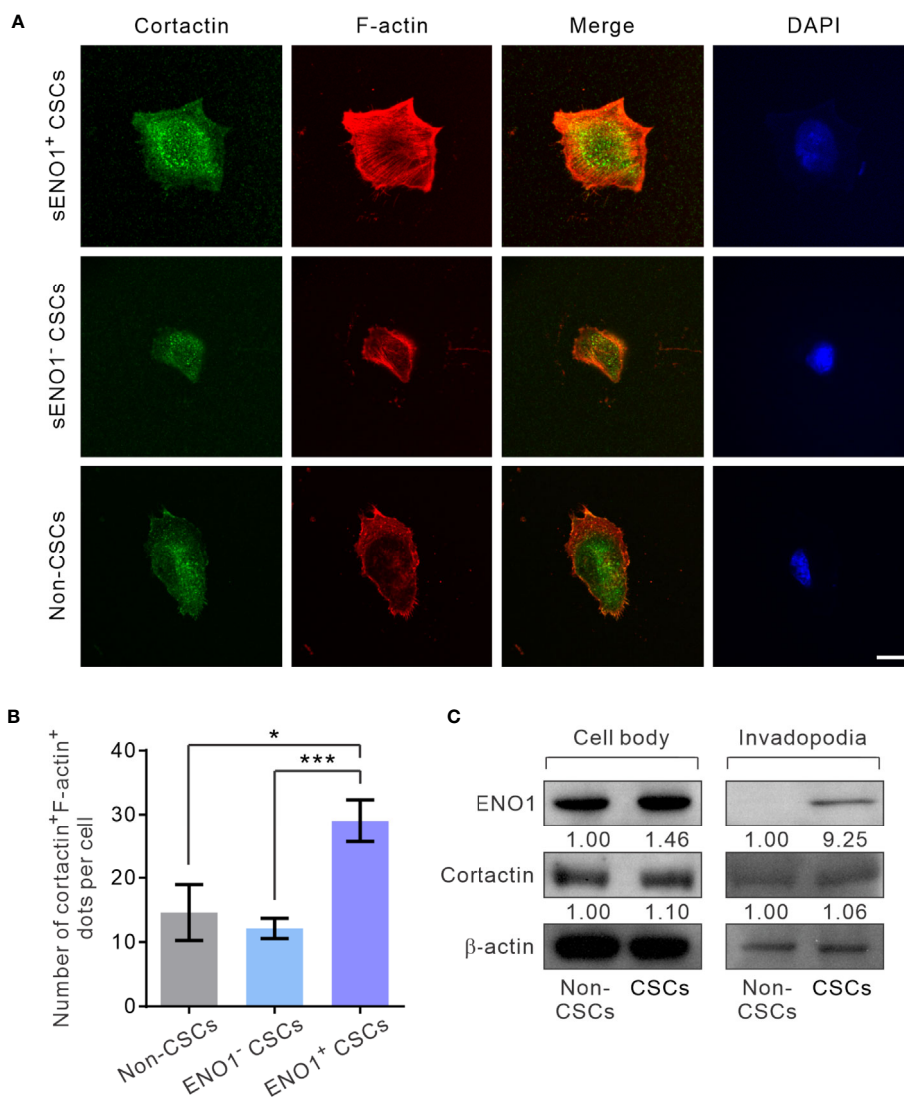 A
Cortactin F-actin Merge DAPI
sENO1⁺ CSCs
sENO1⁻ CSCs
Non-CSCs
B
Number of cortactin⁺F-actin⁺
dots per cell
40
30
20
10
0
*
***
Non-CSCs
ENO1⁻ CSCs
ENO1⁺ CSCs
C
Cell body Invadopodia
ENO1
1.00 1.46 1.00 9.25
Cortactin
1.00 1.10 1.00 1.06
β-actin
Non-
CSCs
CSCs
Non-
CSCs
CSCs